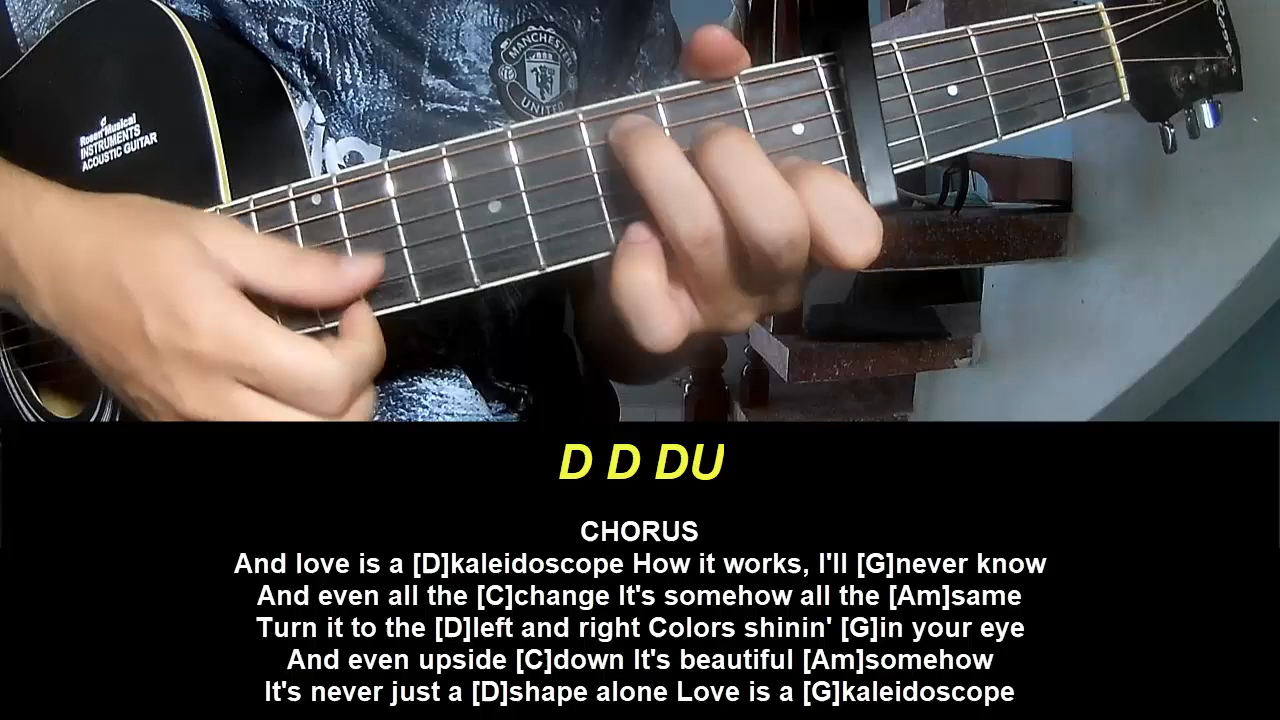 MANCHESTER
UNITED
Rosen Musical
INSTRUMENTS
ACOUSTIC GUITAR
D D DU
CHORUS
And love is a [D]kaleidoscope How it works, I'll [G]never know
And even all the [C]change It's somehow all the [Am]same
Turn it to the [D]left and right Colors shinin' [G]in your eye
And even upside [C]down It's beautiful [Am]somehow
It's never just a [D]shape alone Love is a [G]kaleidoscope